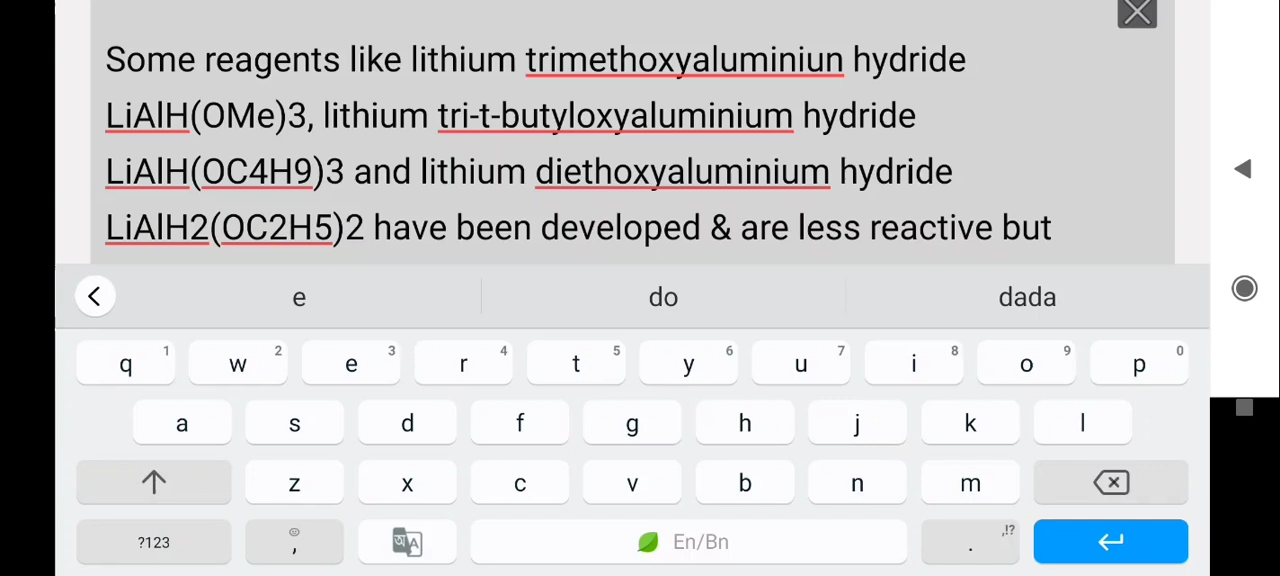 Some reagents like lithium trimethoxyaluminiun hydride
LiAlH(OMe)3, lithium tri-t-butyloxyaluminium hydride
LiAlH(OC4H9)3 and lithium diethoxyaluminium hydride
LiAlH2(OC2H5)2 have been developed & are less reactive but
e do dada
q 1 w 2 e 3 r 4 t 5 y 6 u 7 i 8 o 9 p 0
a s d f g h j k l
z x c v b n m
?123 , অA En/Bn . ,!?